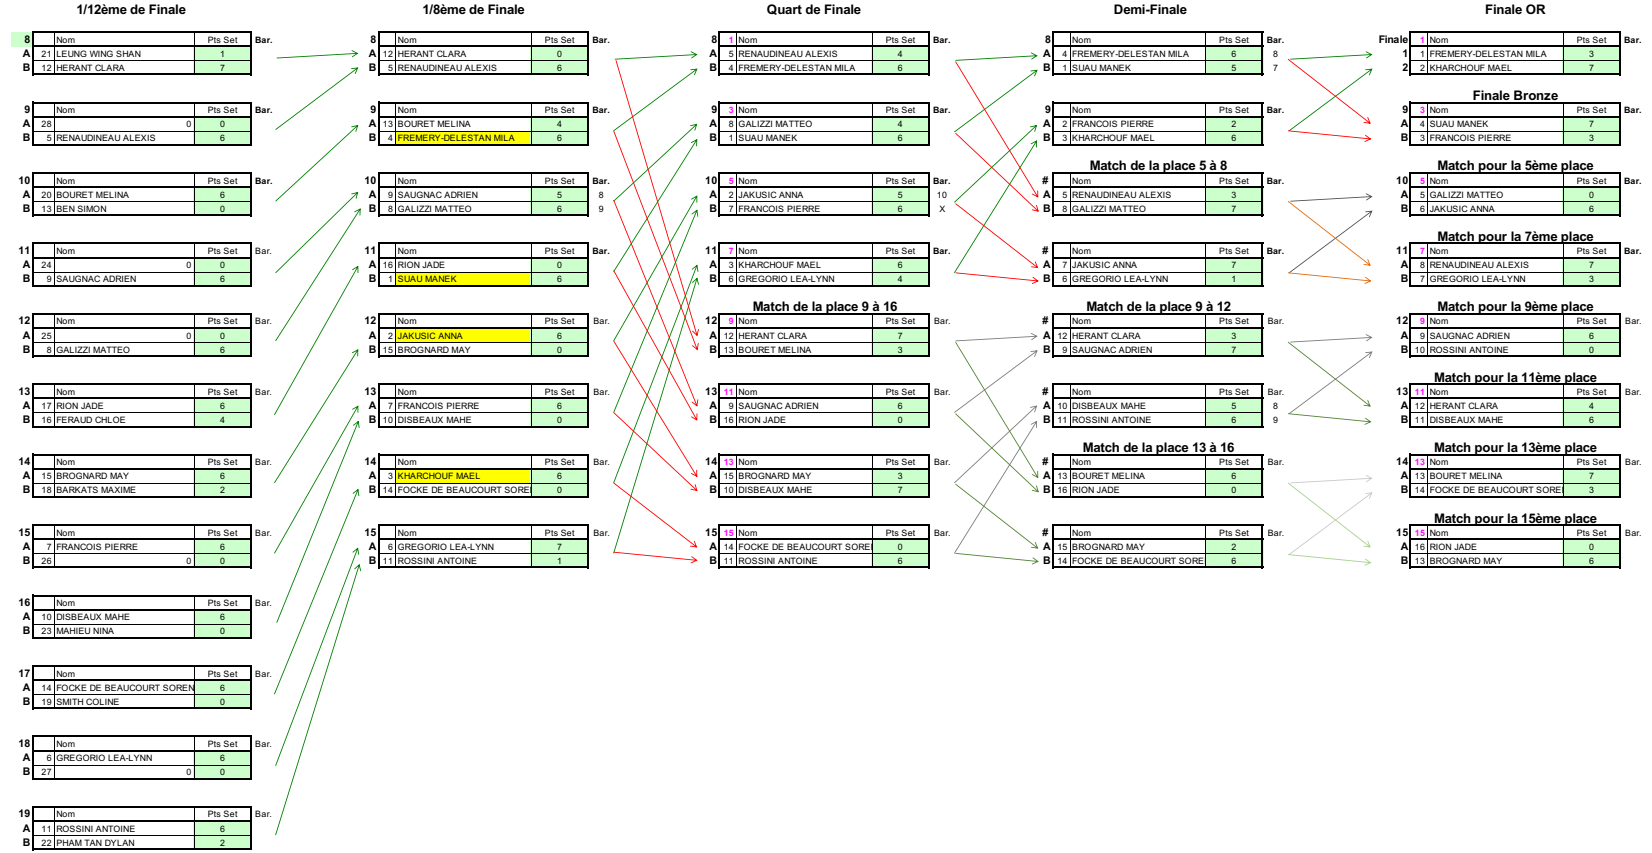 1/12ème de Finale
8 Nom Pts Set Bar.
A 21 LEUNG WING SHAN 1
B 12 HERANT CLARA 7
9 Nom Pts Set Bar.
A 28 0 0
B 5 RENAUDINEAU ALEXIS 6
10 Nom Pts Set Bar.
A 20 BOURET MELINA 6
B 13 BEN SIMON 0
11 Nom Pts Set Bar.
A 24 0 0
B 9 SAUGNAC ADRIEN 6
12 Nom Pts Set Bar.
A 25 0 0
B 8 GALIZZI MATTEO 6
13 Nom Pts Set Bar.
A 17 RION JADE 6
B 16 FERAUD CHLOE 4
14 Nom Pts Set Bar.
A 15 BROGNARD MAY 6
B 18 BARKATS MAXIME 2
15 Nom Pts Set Bar.
A 7 FRANCOIS PIERRE 6
B 26 0 0
16 Nom Pts Set Bar.
A 10 DISBEAUX MAHE 6
B 23 MAHIEU NINA 0
17 Nom Pts Set Bar.
A 14 FOCKE DE BEAUCOURT SOREN 6
B 19 SMITH COLINE 0
18 Nom Pts Set Bar.
A 6 GREGORIO LEA-LYNN 6
B 27 0 0
19 Nom Pts Set Bar.
A 11 ROSSINI ANTOINE 6
B 22 PHAM TAN DYLAN 2
1/8ème de Finale
8 Nom Pts Set Bar.
A 12 HERANT CLARA 0
B 5 RENAUDINEAU ALEXIS 6
9 Nom Pts Set Bar.
A 13 BOURET MELINA 4
B 4 FREMERY-DELESTAN MILA 6
10 Nom Pts Set Bar.
A 9 SAUGNAC ADRIEN 5 8
B 8 GALIZZI MATTEO 6 9
11 Nom Pts Set Bar.
A 16 RION JADE 0
B 1 SUAU MANEK 6
12 Nom Pts Set Bar.
A 2 JAKUSIC ANNA 6
B 15 BROGNARD MAY 0
13 Nom Pts Set Bar.
A 7 FRANCOIS PIERRE 6
B 10 DISBEAUX MAHE 0
14 Nom Pts Set Bar.
A 3 KHARCHOUF MAEL 6
B 14 FOCKE DE BEAUCOURT SORE 0
15 Nom Pts Set Bar.
A 6 GREGORIO LEA-LYNN 7
B 11 ROSSINI ANTOINE 1
Quart de Finale
8 1 Nom Pts Set Bar.
A 5 RENAUDINEAU ALEXIS 4
B 4 FREMERY-DELESTAN MILA 6
9 3 Nom Pts Set Bar.
A 8 GALIZZI MATTEO 4
B 1 SUAU MANEK 6
10 5 Nom Pts Set Bar.
A 2 JAKUSIC ANNA 5 10
B 7 FRANCOIS PIERRE 6 X
11 7 Nom Pts Set Bar.
A 3 KHARCHOUF MAEL 6
B 6 GREGORIO LEA-LYNN 4
Match de la place 9 à 16
12 9 Nom Pts Set Bar.
A 12 HERANT CLARA 7
B 13 BOURET MELINA 3
13 11 Nom Pts Set Bar.
A 9 SAUGNAC ADRIEN 6
B 16 RION JADE 0
14 13 Nom Pts Set Bar.
A 15 BROGNARD MAY 3
B 10 DISBEAUX MAHE 7
15 15 Nom Pts Set Bar.
A 14 FOCKE DE BEAUCOURT SOREI 0
B 11 ROSSINI ANTOINE 6
Demi-Finale
8 Nom Pts Set Bar.
A 4 FREMERY-DELESTAN MILA 6 8
B 1 SUAU MANEK 5 7
9 Nom Pts Set Bar.
A 2 FRANCOIS PIERRE 2
B 3 KHARCHOUF MAEL 6
Match de la place 5 à 8
# Nom Pts Set Bar.
A 5 RENAUDINEAU ALEXIS 3
B 8 GALIZZI MATTEO 7
# Nom Pts Set Bar.
A 7 JAKUSIC ANNA 7
B 6 GREGORIO LEA-LYNN 1
Match de la place 9 à 12
# Nom Pts Set Bar.
A 12 HERANT CLARA 3
B 9 SAUGNAC ADRIEN 7
# Nom Pts Set Bar.
A 10 DISBEAUX MAHE 5 8
B 11 ROSSINI ANTOINE 6 9
Match de la place 13 à 16
# Nom Pts Set Bar.
A 13 BOURET MELINA 6
B 16 RION JADE 0
# Nom Pts Set Bar.
A 15 BROGNARD MAY 2
B 14 FOCKE DE BEAUCOURT SORE 6
Finale OR
Finale 1 Nom Pts Set Bar.
1 1 FREMERY-DELESTAN MILA 3
2 2 KHARCHOUF MAEL 7
Finale Bronze
9 3 Nom Pts Set Bar.
A 4 SUAU MANEK 7
B 3 FRANCOIS PIERRE 3
Match pour la 5ème place
10 5 Nom Pts Set Bar.
A 5 GALIZZI MATTEO 0
B 6 JAKUSIC ANNA 6
Match pour la 7ème place
11 7 Nom Pts Set Bar.
A 8 RENAUDINEAU ALEXIS 7
B 7 GREGORIO LEA-LYNN 3
Match pour la 9ème place
12 9 Nom Pts Set Bar.
A 9 SAUGNAC ADRIEN 6
B 10 ROSSINI ANTOINE 0
Match pour la 11ème place
13 11 Nom Pts Set Bar.
A 12 HERANT CLARA 4
B 11 DISBEAUX MAHE 6
Match pour la 13ème place
14 13 Nom Pts Set Bar.
A 13 BOURET MELINA 7
B 14 FOCKE DE BEAUCOURT SOREI 3
Match pour la 15ème place
15 15 Nom Pts Set Bar.
A 16 RION JADE 0
B 13 BROGNARD MAY 6